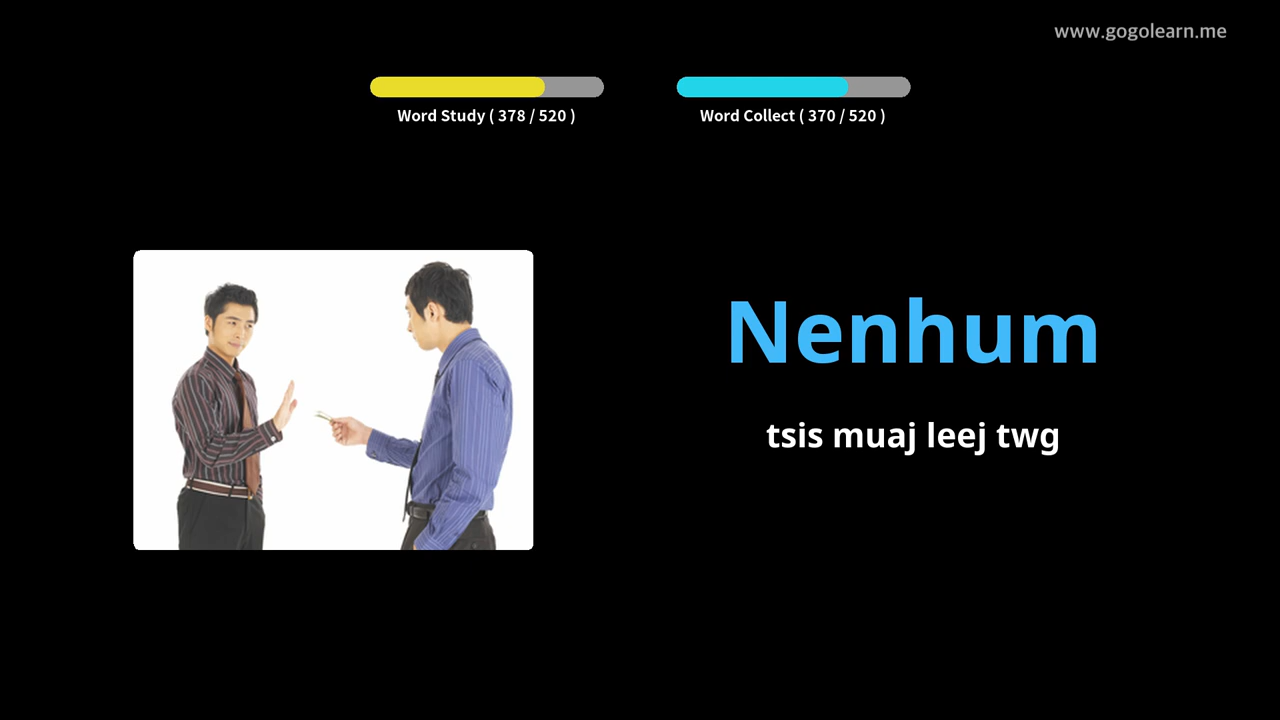 www.gogolearn.me
Word Study ( 378 / 520 )
Word Collect ( 370 / 520 )
Nenhum
tsis muaj leej twg